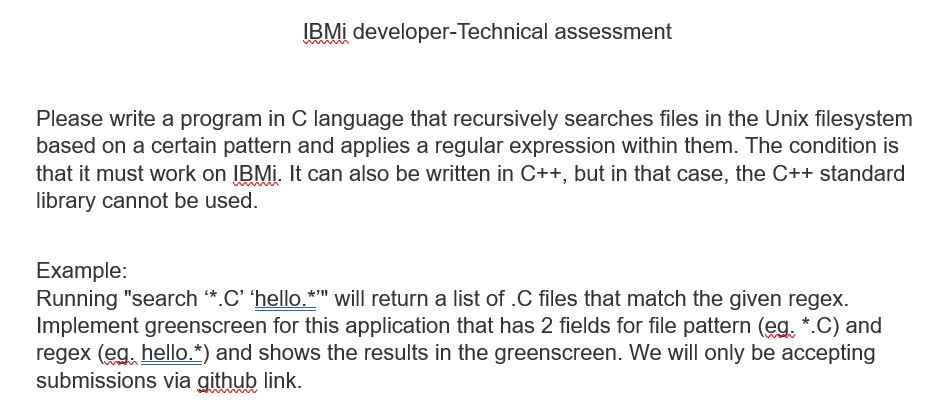 IBMi developer-Technical assessment
Please write a program in C language that recursively searches files in the Unix filesystem
based on a certain pattern and applies a regular expression within them. The condition is
that it must work on IBMi. It can also be written in C++, but in that case, the C++ standard
library cannot be used.
Example:
Running "search ‘*.C’ ‘hello.*’" will return a list of .C files that match the given regex.
Implement greenscreen for this application that has 2 fields for file pattern (eg. *.C) and
regex (eg. hello.*) and shows the results in the greenscreen. We will only be accepting
submissions via github link.